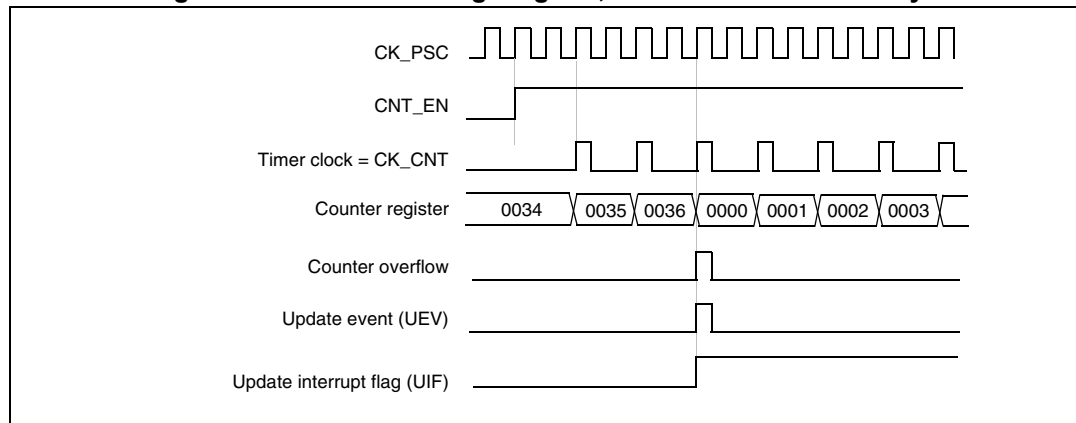 CK_PSC
CNT_EN
Timer clock = CK_CNT
Counter register 0034 0035 0036 0000 0001 0002 0003
Counter overflow
Update event (UEV)
Update interrupt flag (UIF)